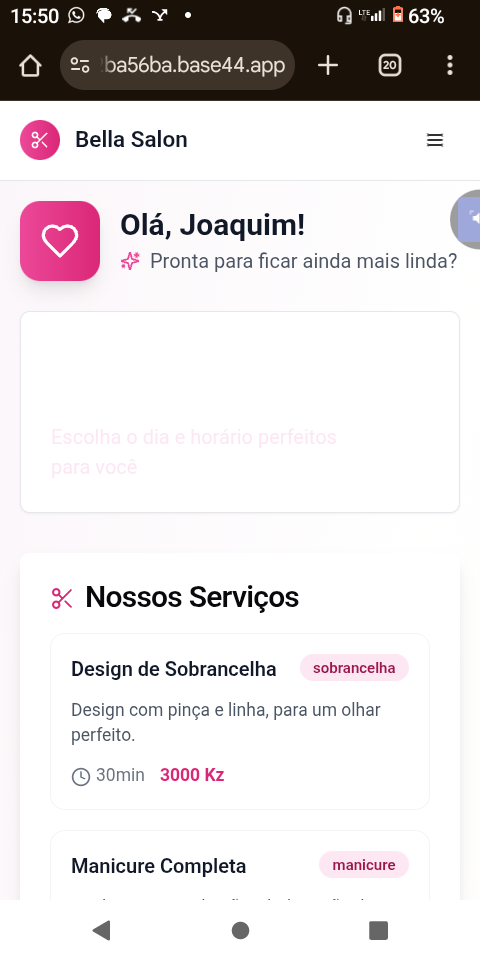 15:50 LTE 63%
ba56ba.base44.app
20
Bella Salon
Olá, Joaquim!
Pronta para ficar ainda mais linda?
Escolha o dia e horário perfeitos
para você
Nossos Serviços
Design de Sobrancelha sobrancelha
Design com pinça e linha, para um olhar
perfeito.
30min 3000 Kz
Manicure Completa manicure